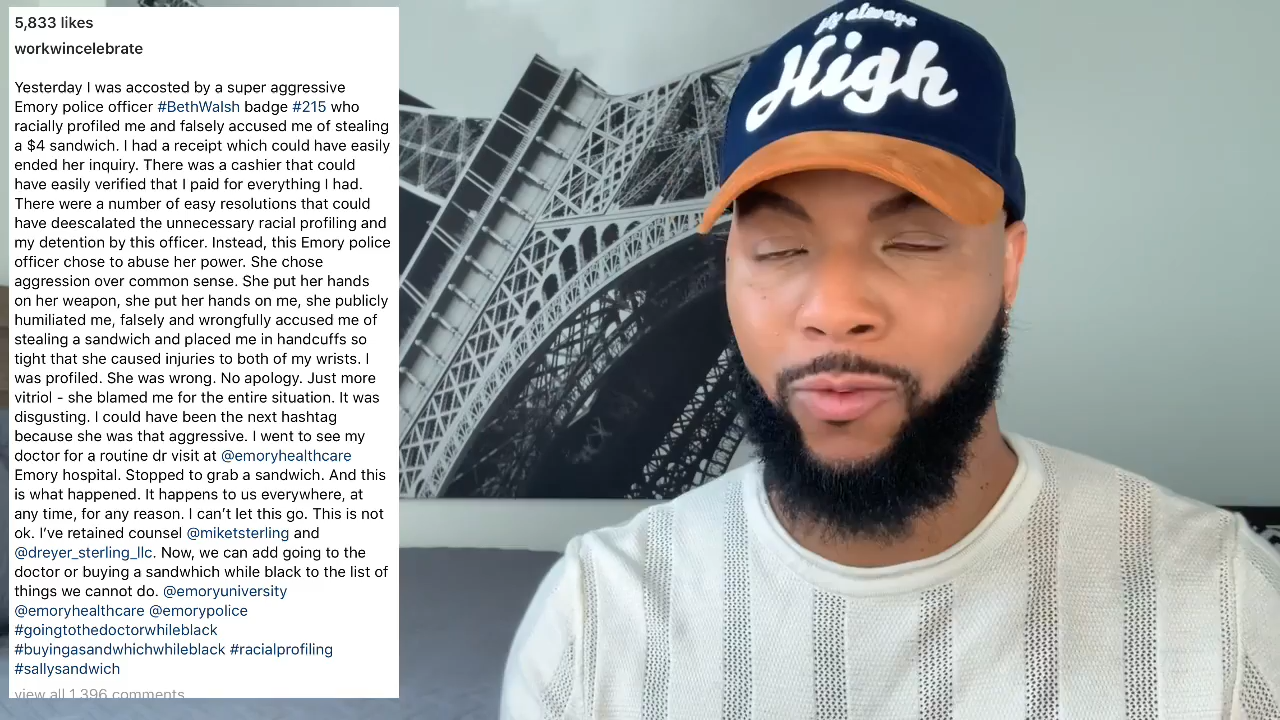 5,833 likes
workwincelebrate
Yesterday I was accosted by a super aggressive
Emory police officer #BethWalsh badge #215 who
racially profiled me and falsely accused me of stealing
a $4 sandwich. I had a receipt which could have easily
ended her inquiry. There was a cashier that could
have easily verified that I paid for everything I had.
There were a number of easy resolutions that could
have deescalated the unnecessary racial profiling and
my detention by this officer. Instead, this Emory police
officer chose to abuse her power. She chose
aggression over common sense. She put her hands
on her weapon, she put her hands on me, she publicly
humiliated me, falsely and wrongfully accused me of
stealing a sandwich and placed me in handcuffs so
tight that she caused injuries to both of my wrists. I
was profiled. She was wrong. No apology. Just more
vitriol - she blamed me for the entire situation. It was
disgusting. I could have been the next hashtag
because she was that aggressive. I went to see my
doctor for a routine dr visit at @emoryhealthcare
Emory hospital. Stopped to grab a sandwich. And this
is what happened. It happens to us everywhere, at
any time, for any reason. I can't let this go. This is not
ok. I've retained counsel @miketsterling and
@dreyer_sterling_llc. Now, we can add going to the
doctor or buying a sandwhich while black to the list of
things we cannot do. @emoryuniversity
@emoryhealthcare @emorypolice
#goingtothedoctorwhileblack
#buyingasandwhichwhileblack #racialprofiling
#sallysandwich
view all 1,396 comments
always
High